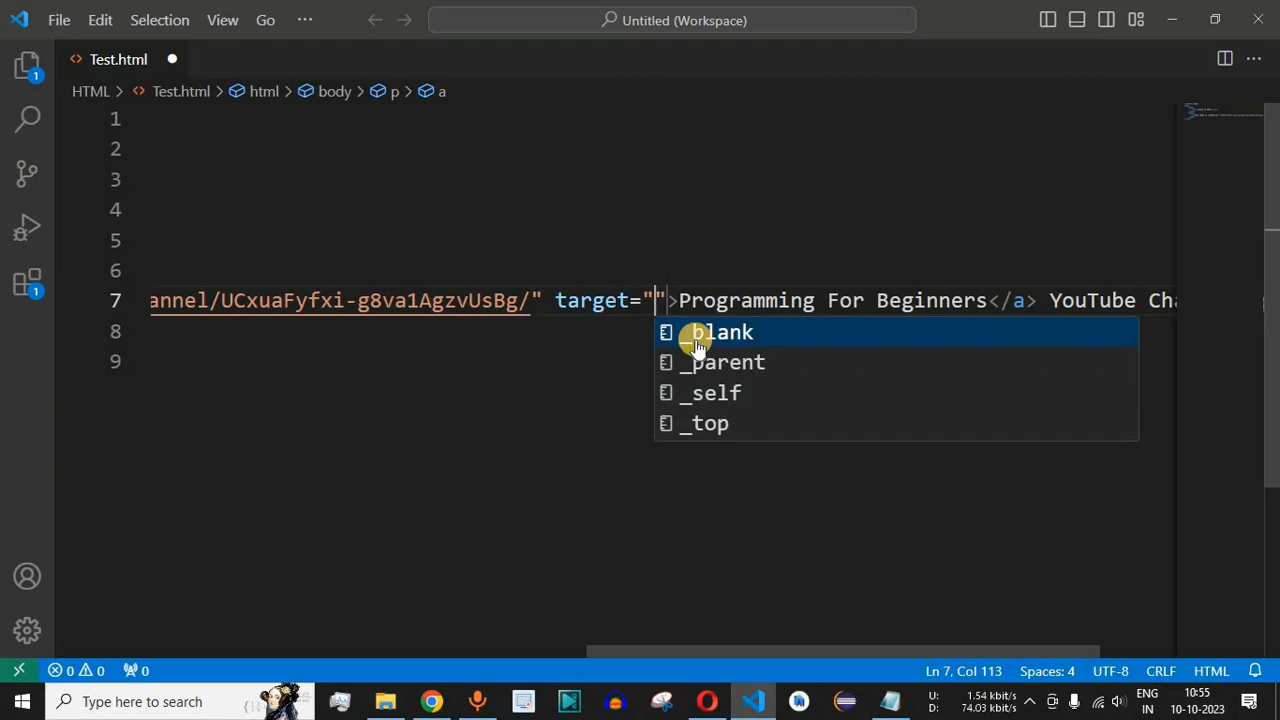 File Edit Selection View Go ··· Untitled (Workspace)
Test.html
HTML > Test.html > html > body > p > a
1
2
3
4
5
6
7 annel/UCxuaFyfxi-g8va1AgzvUsBg/" target="">Programming For Beginners</a> YouTube Cha
_blank
8
_parent
9
_self
_top
1
1
0 0 0 Ln 7, Col 113 Spaces: 4 UTF-8 CRLF HTML
Type here to search
U: 1.54 kbit/s
D: 74.03 kbit/s
ENG
IN
10:55
10-10-2023